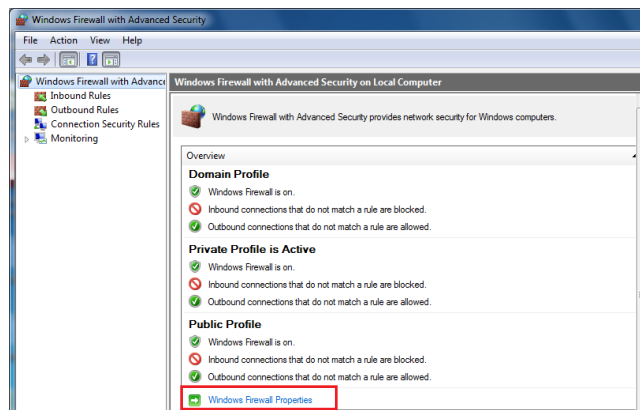 Windows Firewall with Advanced Security
File Action View Help
Windows Firewall with Advance
Inbound Rules
Outbound Rules
Connection Security Rules
Monitoring
Windows Firewall with Advanced Security on Local Computer
Windows Firewall with Advanced Security provides network security for Windows computers.
Overview
Domain Profile
Windows Firewall is on.
Inbound connections that do not match a rule are blocked.
Outbound connections that do not match a rule are allowed.
Private Profile is Active
Windows Firewall is on.
Inbound connections that do not match a rule are blocked.
Outbound connections that do not match a rule are allowed.
Public Profile
Windows Firewall is on.
Inbound connections that do not match a rule are blocked.
Outbound connections that do not match a rule are allowed.
Windows Firewall Properties